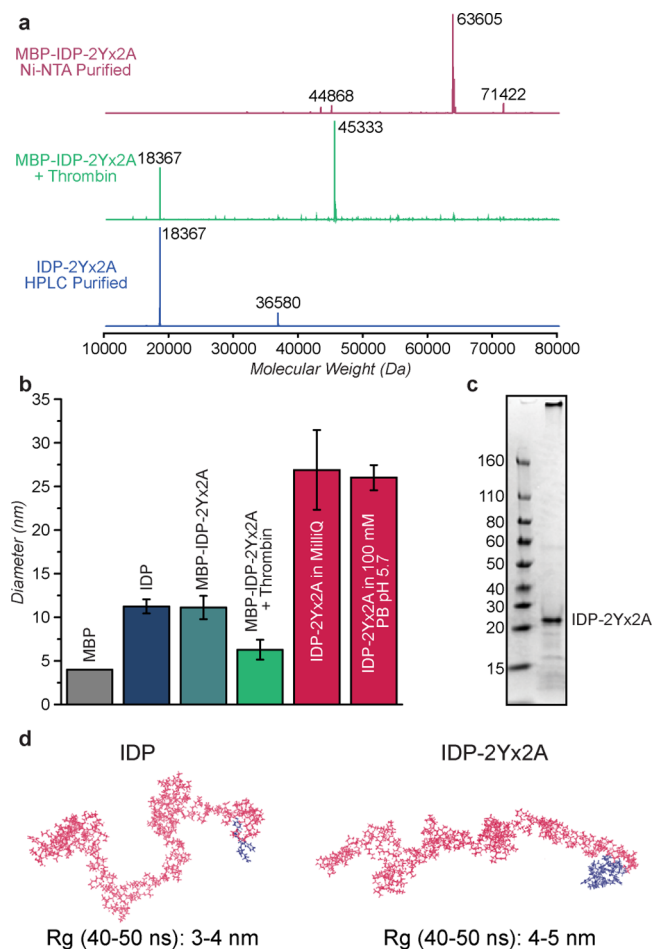 a
MBP-IDP-2Yx2A
Ni-NTA Purified
63605
44868
71422
MBP-IDP-2Yx2A
+ Thrombin
18367
45333
IDP-2Yx2A
HPLC Purified
18367
36580
10000 20000 30000 40000 50000 60000 70000 80000
Molecular Weight (Da)
b
Diameter (nm)
35
30
25
20
15
10
5
0
MBP
IDP
MBP-IDP-2Yx2A
MBP-IDP-2Yx2A
+ Thrombin
IDP-2Yx2A in MilliQ
IDP-2Yx2A in 100 mM
PB pH 5.7
c
160
110
80
60
50
40
30
20
15
IDP-2Yx2A
d
IDP
IDP-2Yx2A
Rg (40-50 ns): 3-4 nm
Rg (40-50 ns): 4-5 nm